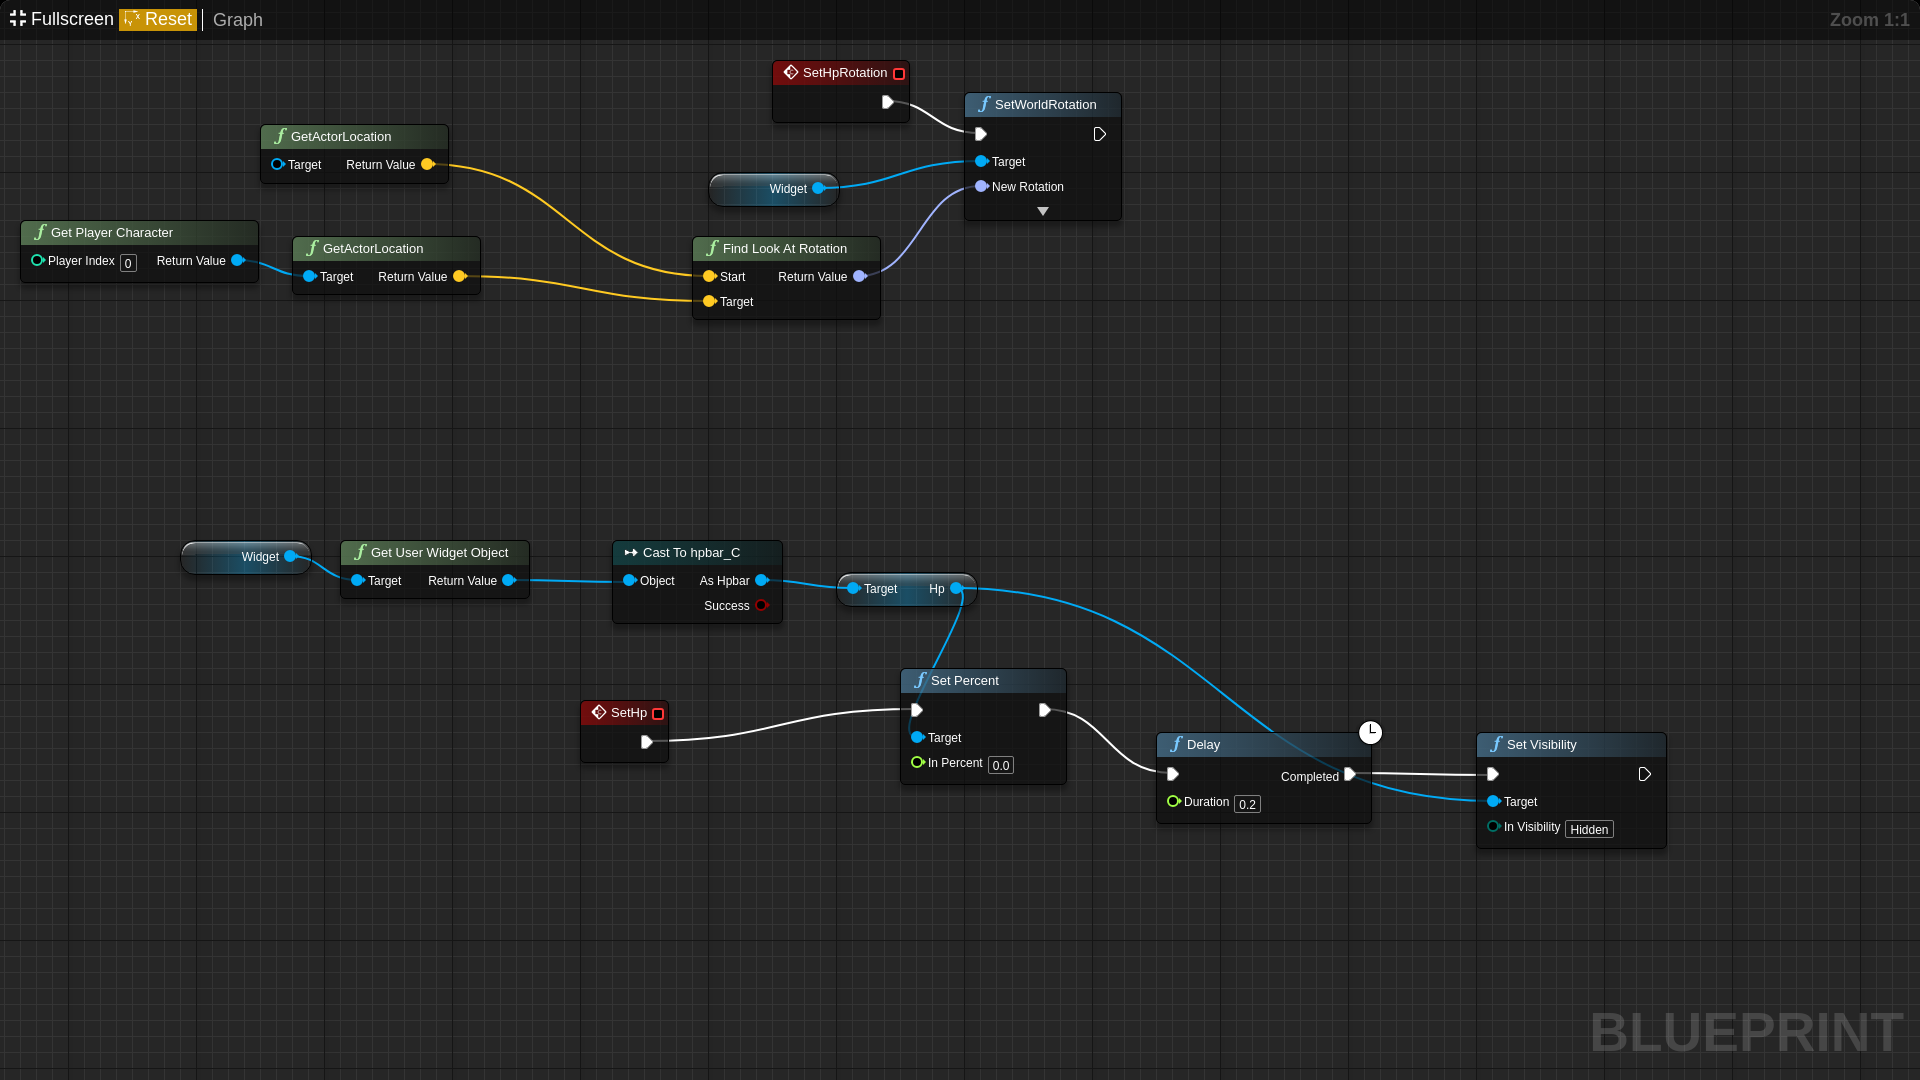 Fullscreen Reset Graph Zoom 1:1
SetHpRotation
SetWorldRotation
Target
New Rotation
GetActorLocation
Target Return Value
Widget
Get Player Character
Player Index 0 Return Value
GetActorLocation
Target Return Value
Find Look At Rotation
Start Return Value
Target
Widget
Get User Widget Object
Target Return Value
Cast To hpbar_C
Object As Hpbar
Success
Target Hp
SetHp
Set Percent
Target
In Percent 0.0
Delay
Completed
Duration 0.2
Set Visibility
Target
In Visibility Hidden
BLUEPRINT